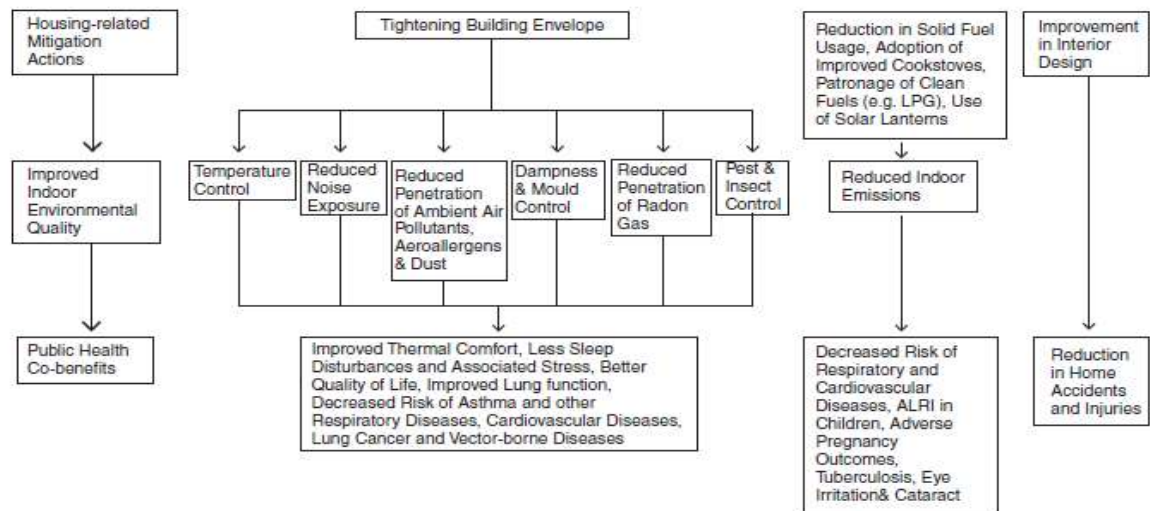 Housing-related
Mitigation
Actions
Tightening Building Envelope
Reduction in Solid Fuel
Usage, Adoption of
Improved Cookstoves,
Patronage of Clean
Fuels (e.g. LPG), Use
of Solar Lanterns
Improvement
in Interior
Design
Improved
Indoor
Environmental
Quality
Temperature
Control
Reduced
Noise
Exposure
Reduced
Penetration
of Ambient Air
Pollutants,
Aeroallergens
& Dust
Dampness
& Mould
Control
Reduced
Penetration
of Radon
Gas
Pest &
Insect
Control
Reduced Indoor
Emissions
Public Health
Co-benefits
Improved Thermal Comfort, Less Sleep
Disturbances and Associated Stress, Better
Quality of Life, Improved Lung function,
Decreased Risk of Asthma and other
Respiratory Diseases, Cardiovascular Diseases,
Lung Cancer and Vector-borne Diseases
Decreased Risk of
Respiratory and
Cardiovascular
Diseases, ALRI in
Children, Adverse
Pregnancy
Outcomes,
Tuberculosis, Eye
Irritation& Cataract
Reduction
in Home
Accidents
and Injuries